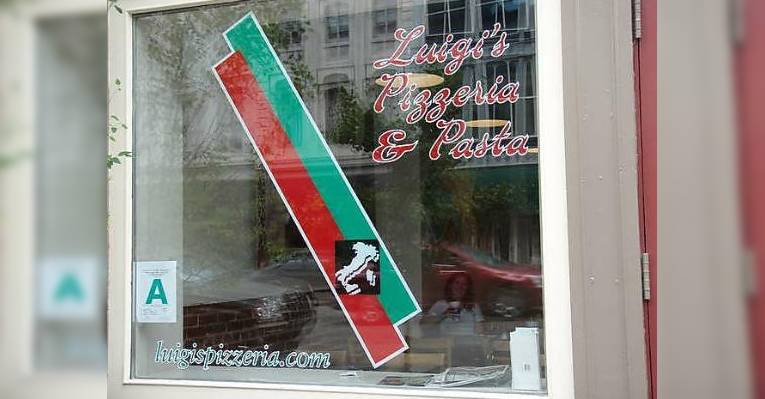 Luigi's
Pizzeria
& Pasta
A
luigispizzeria.com